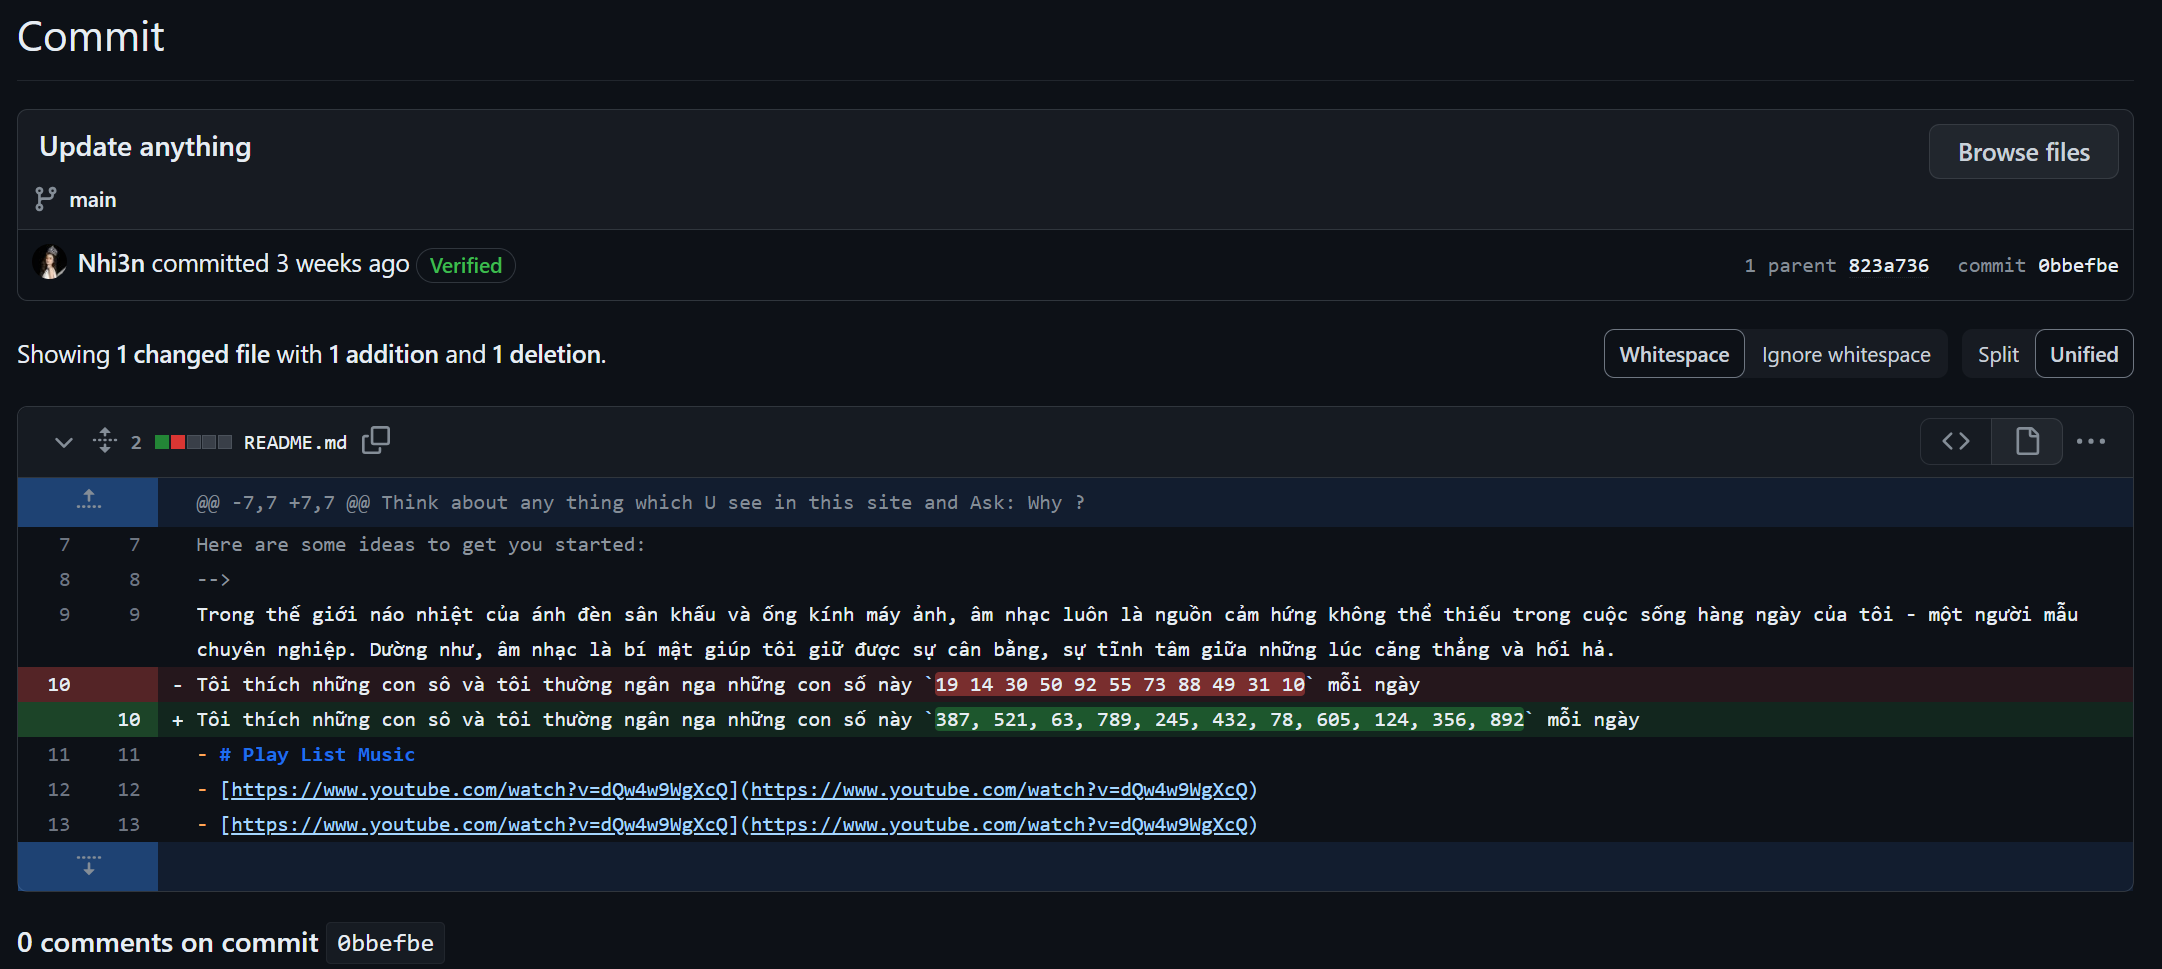 Commit
Update anything
Browse files
main
Nhi3n committed 3 weeks ago Verified
1 parent 823a736 commit 0bbefbe
Showing 1 changed file with 1 addition and 1 deletion.
Whitespace Ignore whitespace Split Unified
2 README.md
@@ -7,7 +7,7 @@ Think about any thing which U see in this site and Ask: Why ?
7 7 Here are some ideas to get you started:
8 8 -->
9 9 Trong thế giới náo nhiệt của ánh đèn sân khấu và ống kính máy ảnh, âm nhạc luôn là nguồn cảm hứng không thể thiếu trong cuộc sống hàng ngày của tôi - một người mẫu
chuyên nghiệp. Dường như, âm nhạc là bí mật giúp tôi giữ được sự cân bằng, sự tĩnh tâm giữa những lúc căng thẳng và hối hả.
10 - Tôi thích những con sô và tôi thường ngân nga những con số này `19 14 30 50 92 55 73 88 49 31 10` mỗi ngày
10 + Tôi thích những con sô và tôi thường ngân nga những con số này `387, 521, 63, 789, 245, 432, 78, 605, 124, 356, 892` mỗi ngày
11 11 - # Play List Music
12 12 - [https://www.youtube.com/watch?v=dQw4w9WgXcQ](https://www.youtube.com/watch?v=dQw4w9WgXcQ)
13 13 - [https://www.youtube.com/watch?v=dQw4w9WgXcQ](https://www.youtube.com/watch?v=dQw4w9WgXcQ)
0 comments on commit 0bbefbe